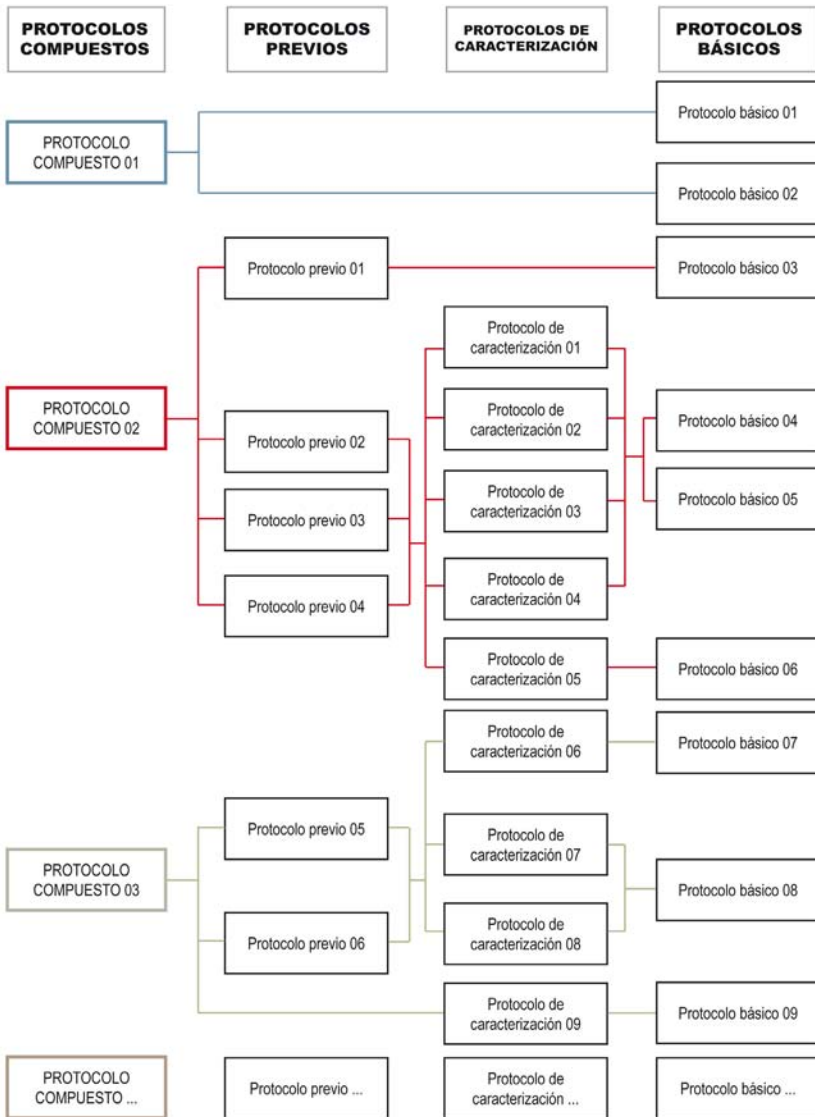 PROTOCOLOS
COMPUESTOS
PROTOCOLOS
PREVIOS
PROTOCOLOS DE
CARACTERIZACIÓN
PROTOCOLOS
BÁSICOS
PROTOCOLO
COMPUESTO 01
Protocolo básico 01
Protocolo básico 02
PROTOCOLO
COMPUESTO 02
Protocolo previo 01
Protocolo básico 03
Protocolo de
caracterización 01
Protocolo previo 02
Protocolo de
caracterización 02
Protocolo básico 04
Protocolo previo 03
Protocolo de
caracterización 03
Protocolo básico 05
Protocolo previo 04
Protocolo de
caracterización 04
Protocolo de
caracterización 05
Protocolo básico 06
PROTOCOLO
COMPUESTO 03
Protocolo de
caracterización 06
Protocolo básico 07
Protocolo previo 05
Protocolo de
caracterización 07
Protocolo básico 08
Protocolo previo 06
Protocolo de
caracterización 08
Protocolo de
caracterización 09
Protocolo básico 09
PROTOCOLO
COMPUESTO ...
Protocolo previo ...
Protocolo de
caracterización ...
Protocolo básico ...